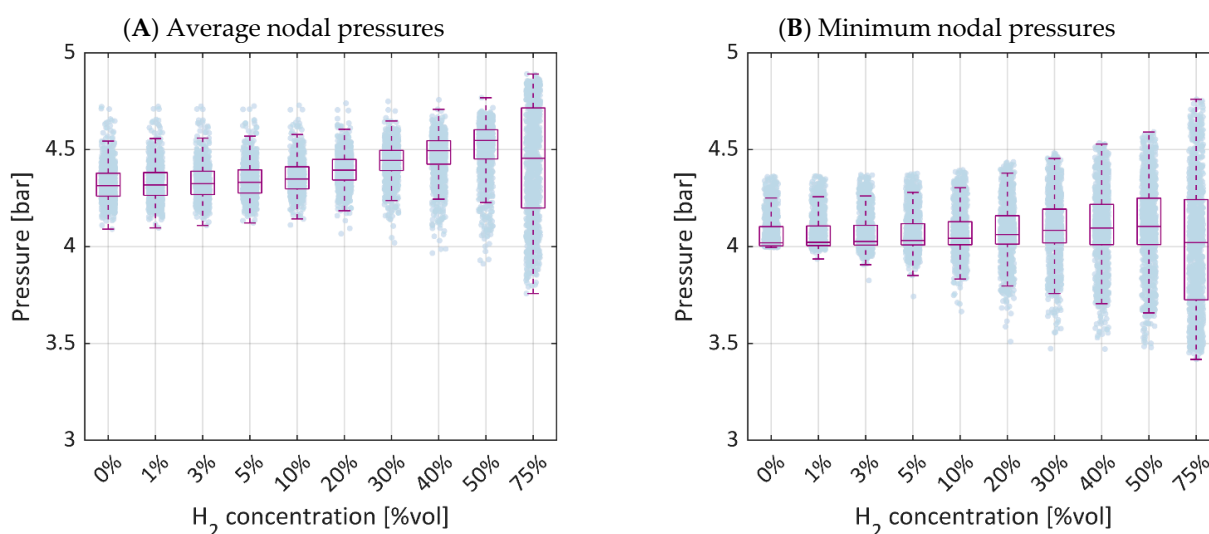 (A) Average nodal pressures
5
4.5
4
3.5
3
Pressure [bar]
0% 1% 3% 5% 10% 20% 30% 40% 50% 75%
H2 concentration [%vol]
(B) Minimum nodal pressures
5
4.5
4
3.5
3
Pressure [bar]
0% 1% 3% 5% 10% 20% 30% 40% 50% 75%
H2 concentration [%vol]